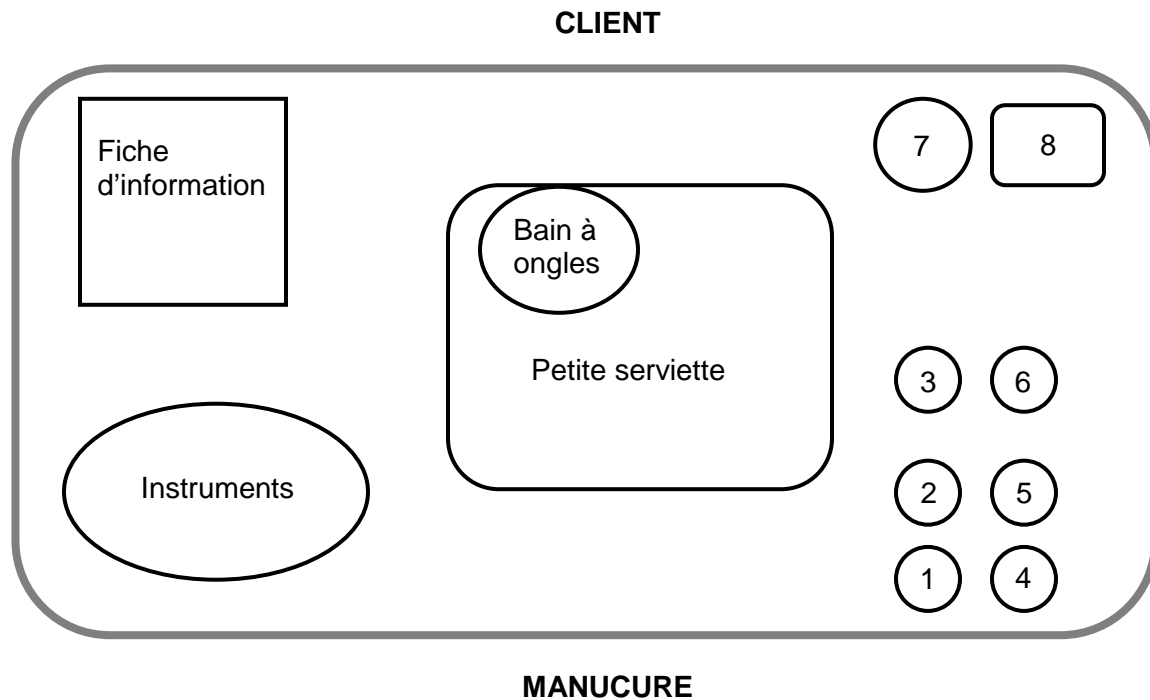 CLIENT
Fiche
d’information
7
8
Bain à
ongles
Petite serviette
3
6
Instruments
2
5
1
4
MANUCURE